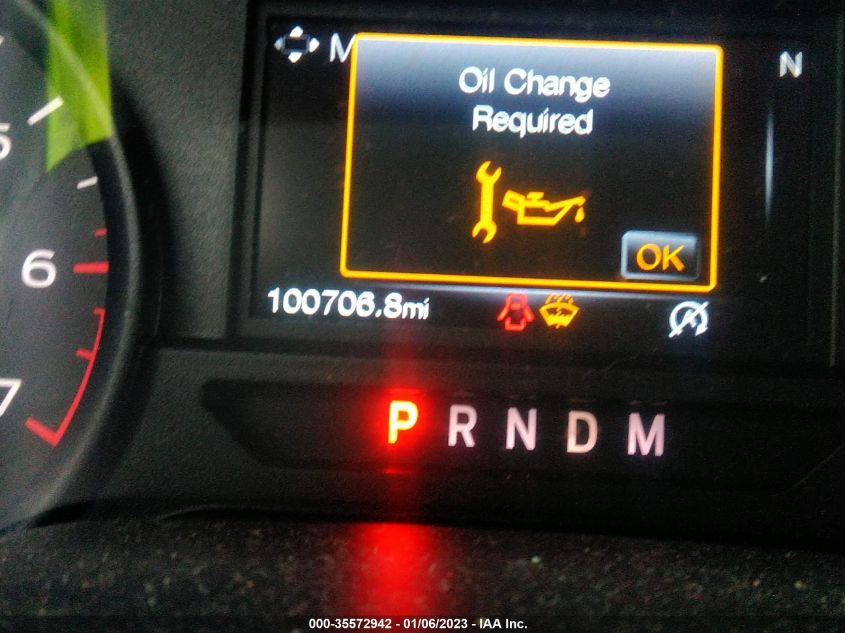 M
N
Oil Change
Required
OK
100706.8mi
5
6
7
P R N D M
000-35572942 - 01/06/2023 - IAA Inc.